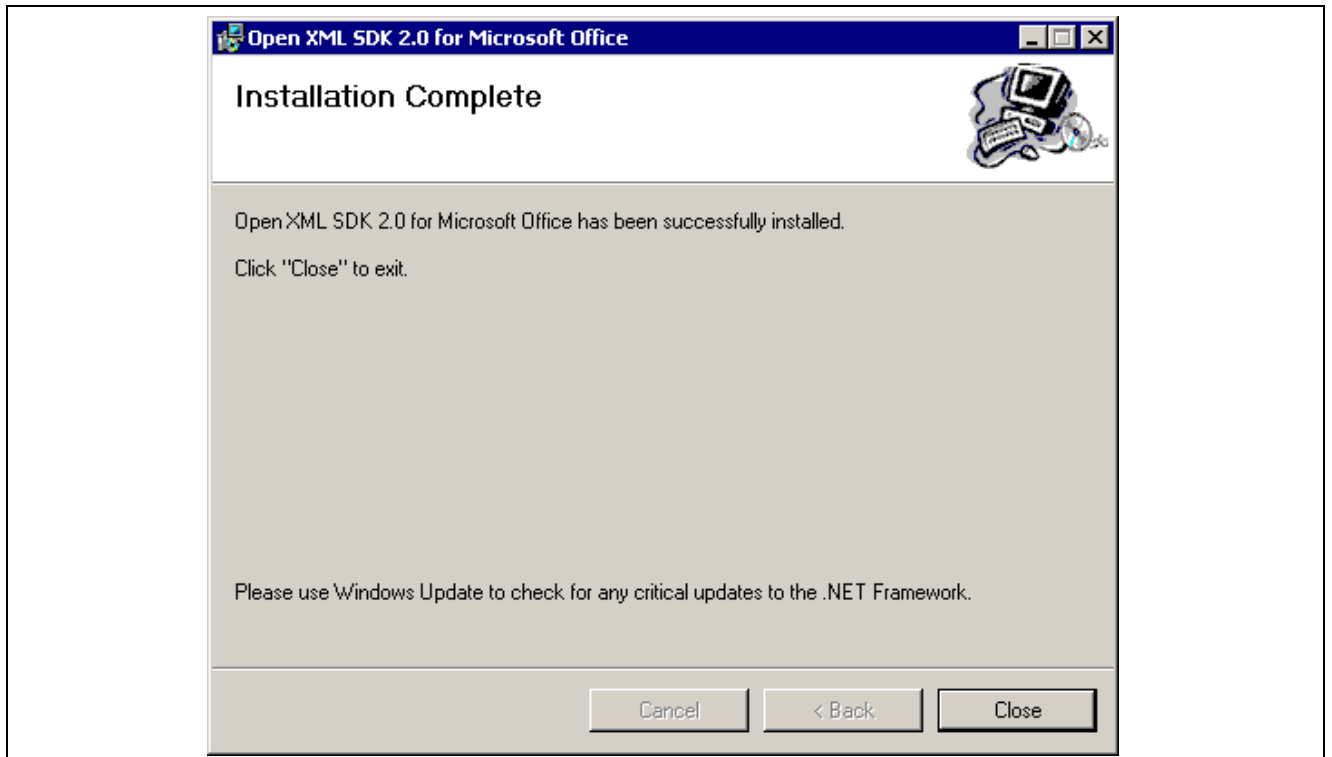 Open XML SDK 2.0 for Microsoft Office
Installation Complete
Open XML SDK 2.0 for Microsoft Office has been successfully installed.
Click "Close" to exit.
Please use Windows Update to check for any critical updates to the .NET Framework.
Cancel
< Back
Close